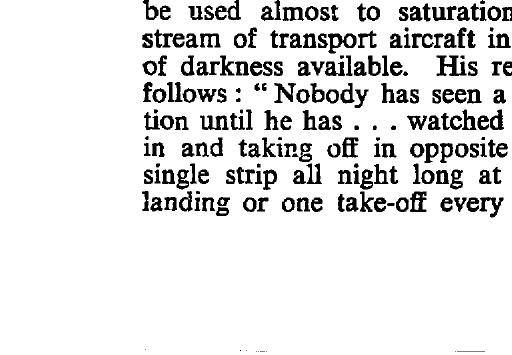 be used almost to saturation
stream of transport aircraft in
of darkness available. His re
follows : “ Nobody has seen a
tion until he has . . . watched
in and taking off in opposite
single strip all night long at
landing or one take-off every